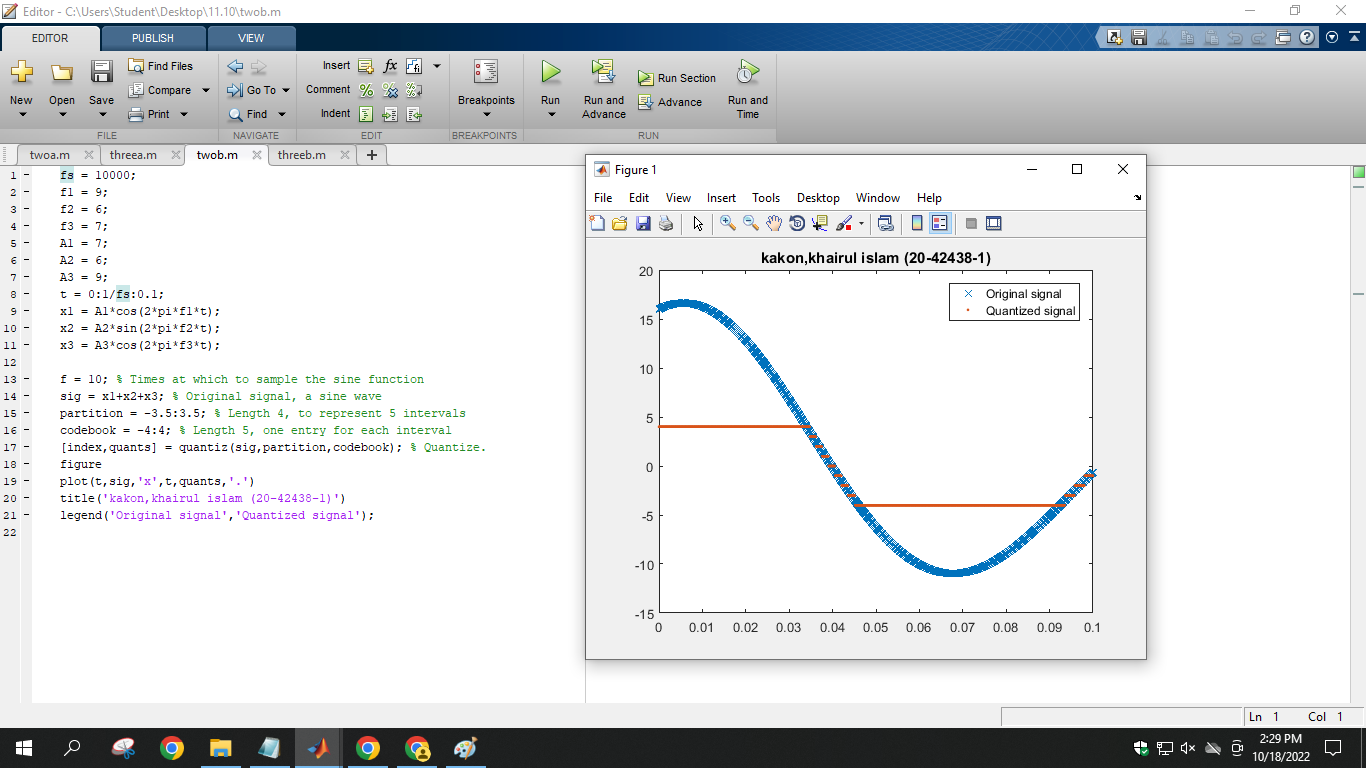 Editor - C:\Users\Student\Desktop\11.10\twob.m
EDITOR PUBLISH VIEW
New Open Save Find Files Compare Print
FILE
Go To Find
NAVIGATE
Insert fx
Comment
Indent
EDIT
Breakpoints
BREAKPOINTS
Run Run and Advance Run Section Advance Run and Time
RUN
twoa.m threea.m twob.m threeb.m
1 - fs = 10000;
2 - f1 = 9;
3 - f2 = 6;
4 - f3 = 7;
5 - A1 = 7;
6 - A2 = 6;
7 - A3 = 9;
8 - t = 0:1/fs:0.1;
9 - x1 = A1*cos(2*pi*f1*t);
10 - x2 = A2*sin(2*pi*f2*t);
11 - x3 = A3*cos(2*pi*f3*t);
12
13 - f = 10; % Times at which to sample the sine function
14 - sig = x1+x2+x3; % Original signal, a sine wave
15 - partition = -3.5:3.5; % Length 4, to represent 5 intervals
16 - codebook = -4:4; % Length 5, one entry for each interval
17 - [index,quants] = quantiz(sig,partition,codebook); % Quantize.
18 - figure
19 - plot(t,sig,'x',t,quants,'.')
20 - title('kakon,khairul islam (20-42438-1)')
21 - legend('Original signal','Quantized signal');
22
Figure 1
File Edit View Insert Tools Desktop Window Help
kakon,khairul islam (20-42438-1)
Original signal
Quantized signal
20
15
10
5
0
-5
-10
-15
0 0.01 0.02 0.03 0.04 0.05 0.06 0.07 0.08 0.09 0.1
Ln 1 Col 1
2:29 PM
10/18/2022